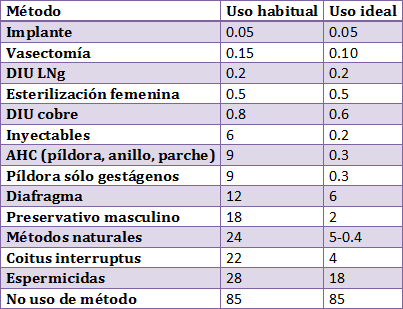 Método Uso habitual Uso ideal
Implante 0.05 0.05
Vasectomía 0.15 0.10
DIU LNg 0.2 0.2
Esterilización femenina 0.5 0.5
DIU cobre 0.8 0.6
Inyectables 6 0.2
AHC (píldora, anillo, parche) 9 0.3
Píldora sólo gestágenos 9 0.3
Diafragma 12 6
Preservativo masculino 18 2
Métodos naturales 24 5-0.4
Coitus interruptus 22 4
Espermicidas 28 18
No uso de método 85 85